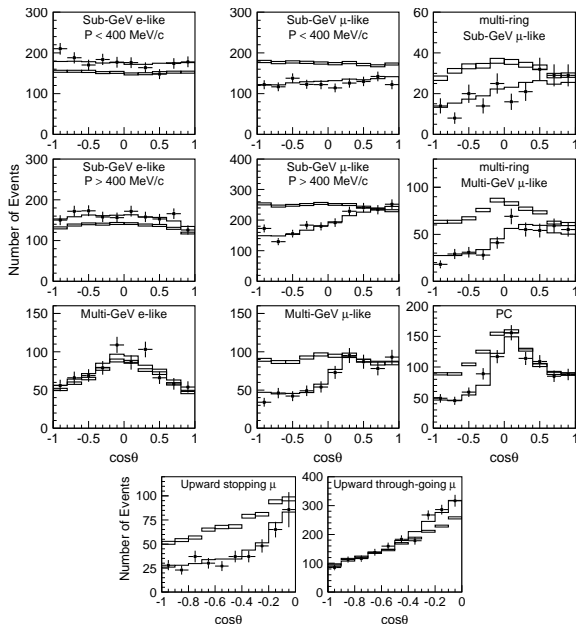 Sub-GeV e-like
P < 400 MeV/c
300
200
100
0
-1 -0.5 0 0.5 1
Sub-GeV μ-like
P < 400 MeV/c
300
200
100
0
-1 -0.5 0 0.5 1
multi-ring
Sub-GeV μ-like
60
40
20
0
-1 -0.5 0 0.5 1
Number of Events
Sub-GeV e-like
P > 400 MeV/c
300
200
100
0
-1 -0.5 0 0.5 1
Sub-GeV μ-like
P > 400 MeV/c
400
300
200
100
0
-1 -0.5 0 0.5 1
multi-ring
Multi-GeV μ-like
100
50
0
-1 -0.5 0 0.5 1
Multi-GeV e-like
150
100
50
0
-1 -0.5 0 0.5 1
cosθ
Multi-GeV μ-like
150
100
50
0
-1 -0.5 0 0.5 1
cosθ
PC
200
150
100
50
0
-1 -0.5 0 0.5 1
cosθ
Number of Events
Upward stopping μ
100
75
50
25
0
-1 -0.8 -0.6 -0.4 -0.2 0
cosθ
Upward through-going μ
400
300
200
100
0
-1 -0.8 -0.6 -0.4 -0.2 0
cosθ